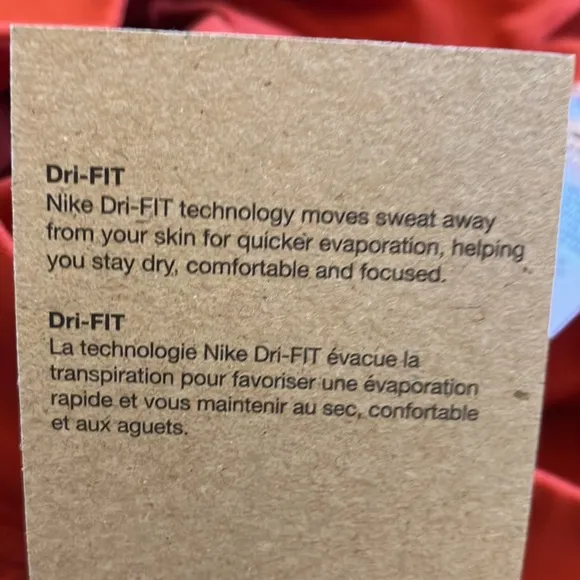 Dri-FIT
Nike Dri-FIT technology moves sweat away
from your skin for quicker evaporation, helping
you stay dry, comfortable and focused.
Dri-FIT
La technologie Nike Dri-FIT évacue la
transpiration pour favoriser une évaporation
rapide et vous maintenir au sec, confortable
et aux aguets.